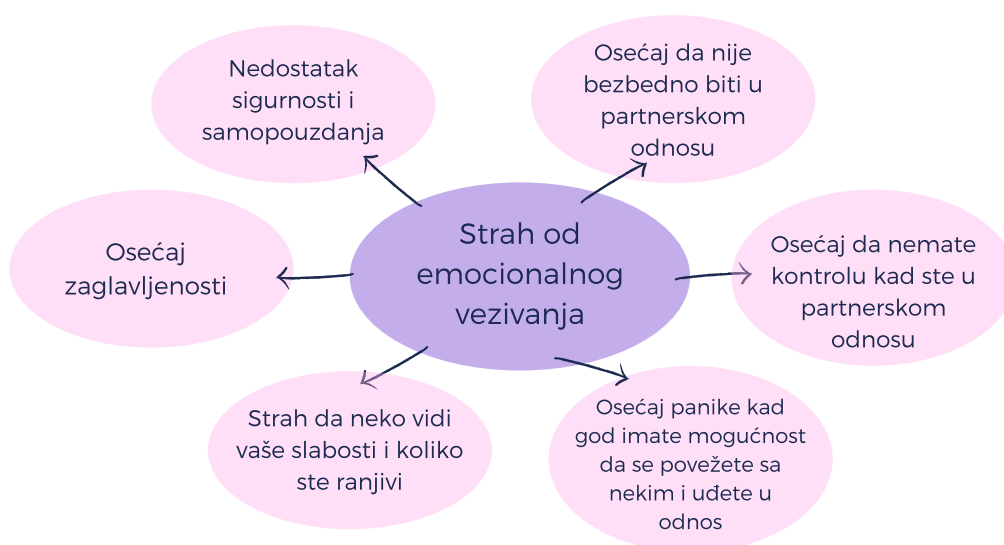 Nedostatak
sigurnosti i
samopouzdanja
Osećaj da nije
bezbedno biti u
partnerskom
odnosu
Osećaj
zaglavljenosti
Strah od
emocionalnog
vezivanja
Osećaj da nemate
kontrolu kad ste u
partnerskom
odnosu
Strah da neko vidi
vaše slabosti i koliko
ste ranjivi
Osećaj panike kad
god imate mogućnost
da se povežete sa
nekim i uđete u
odnos